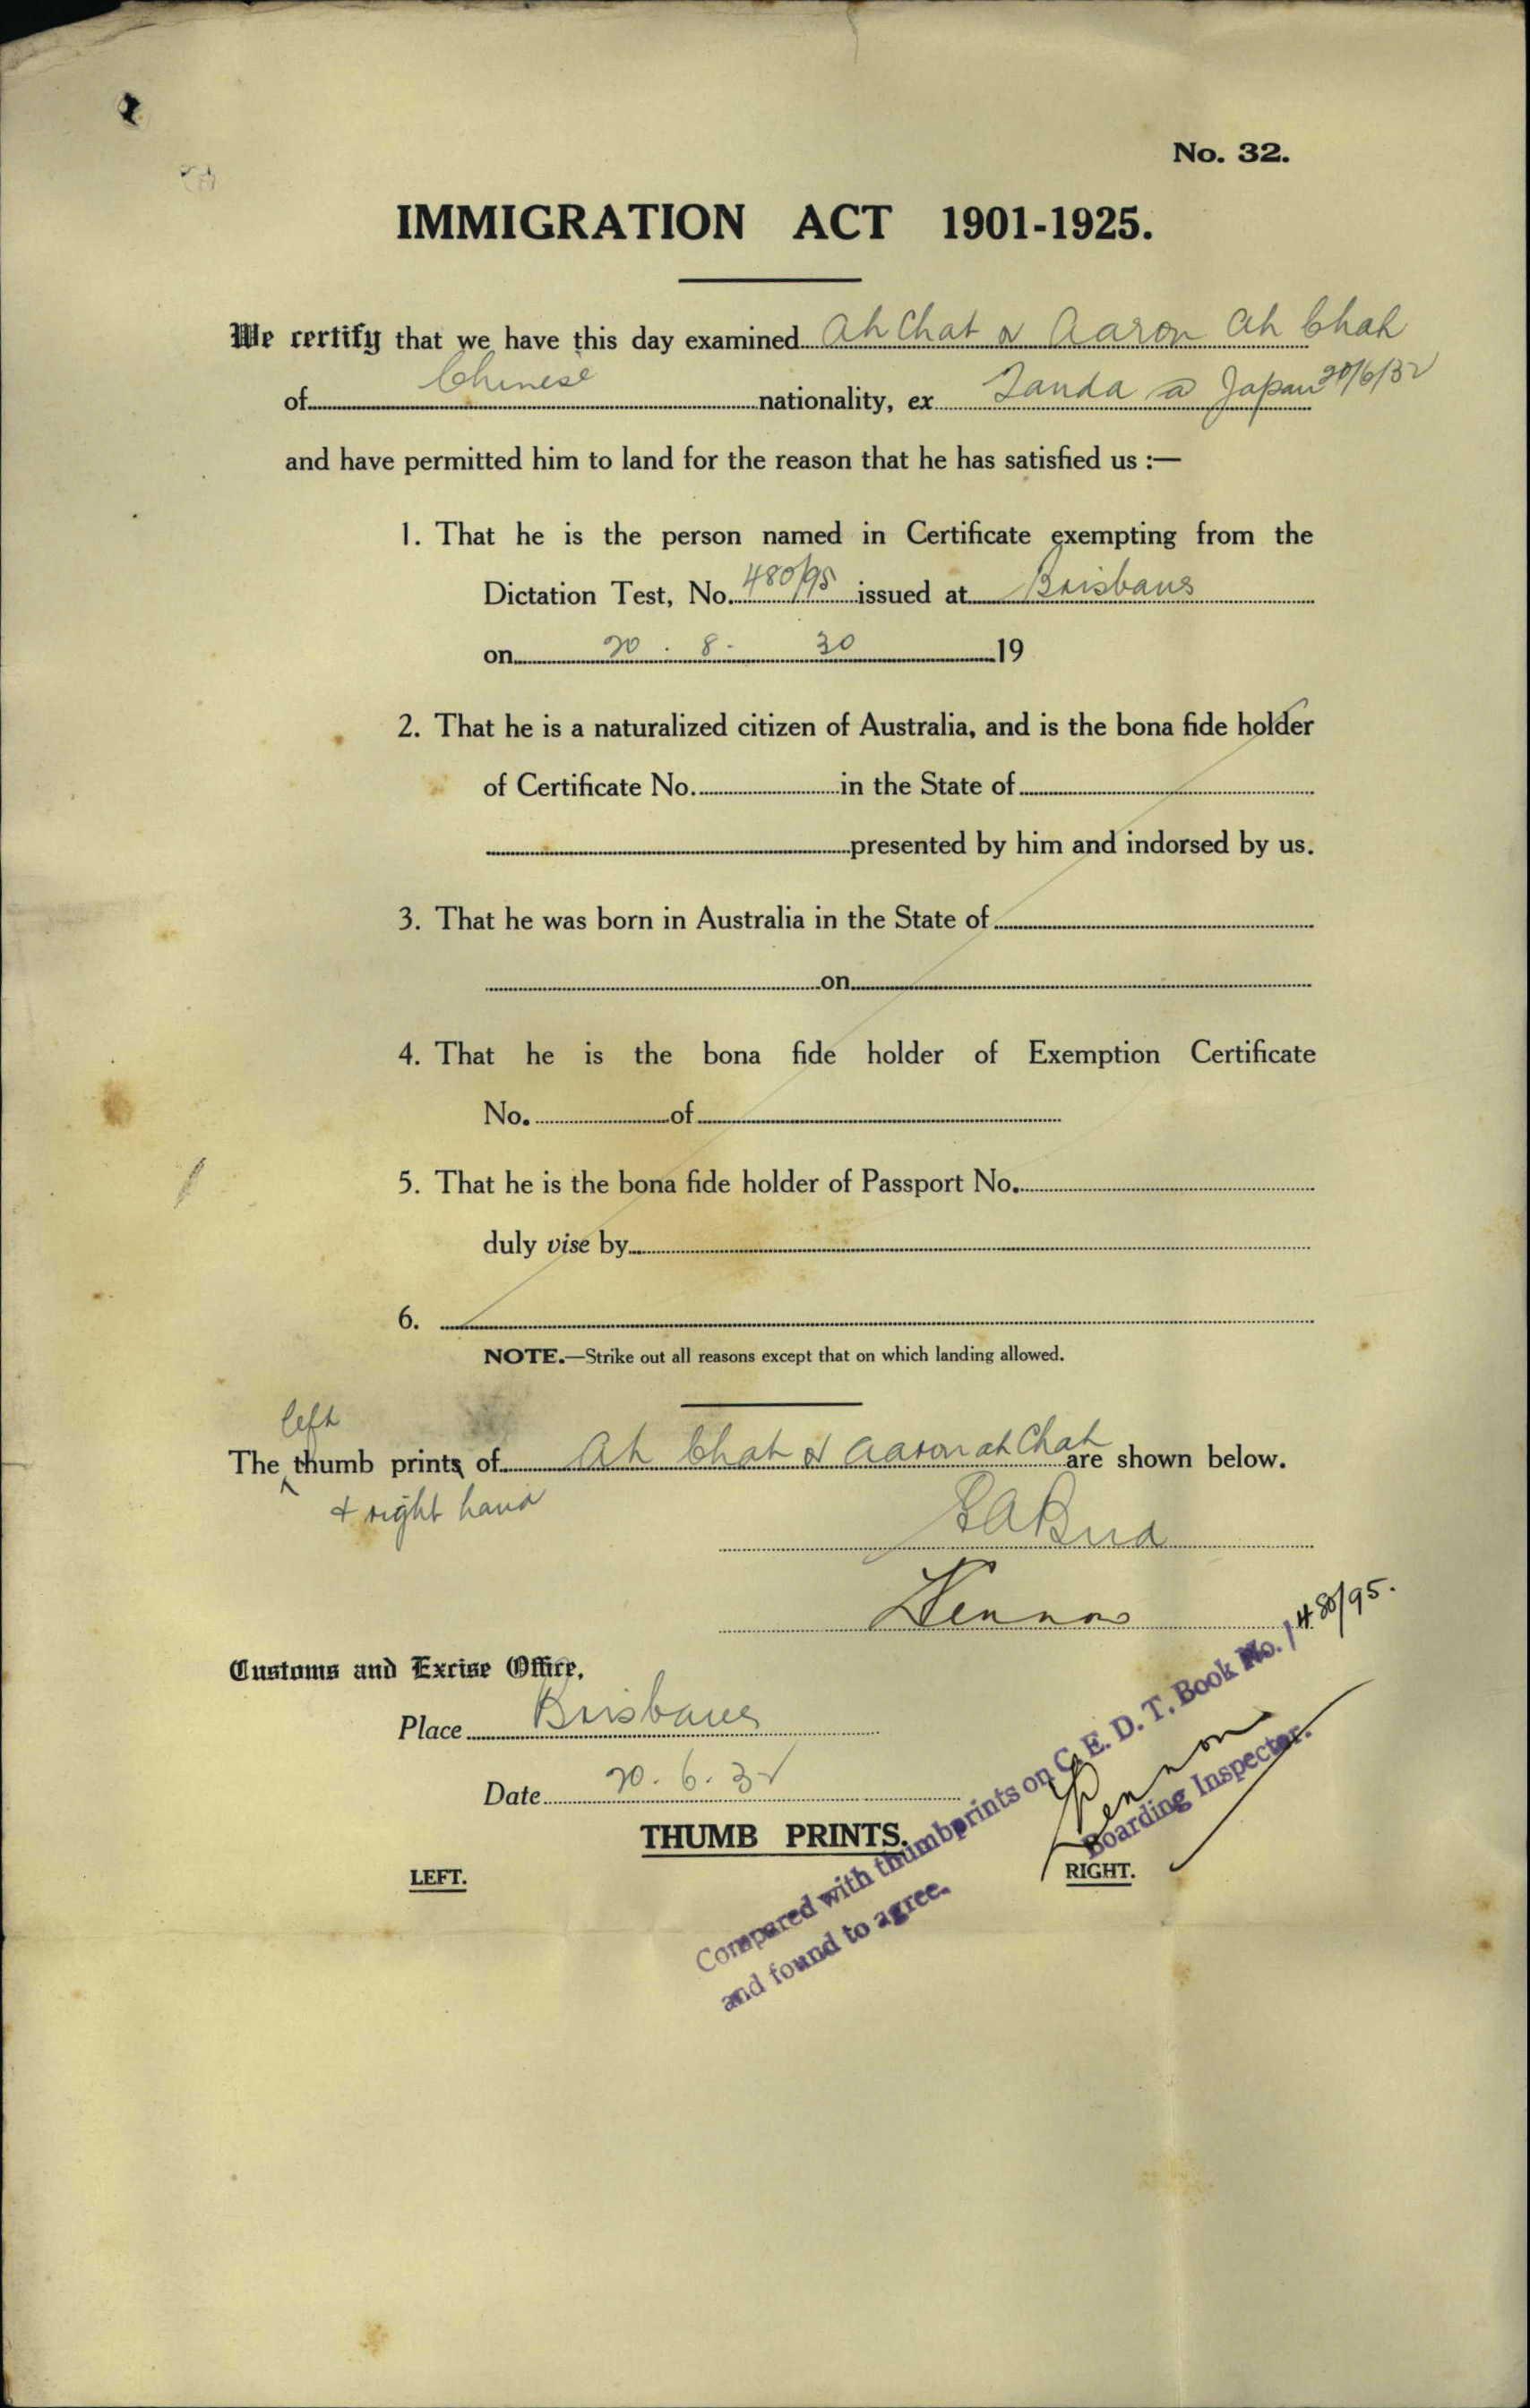 No. 32.
IMMIGRATION ACT 1901-1925.
We certify that we have this day examined Ah Chat or Aaron Ah Chat
of Chinese nationality, ex Tanda a Japan 20/6/32
and have permitted him to land for the reason that he has satisfied us :—
1. That he is the person named in Certificate exempting from the
Dictation Test, No. 480/95 issued at Brisbane
on 20 . 8 . 30 19
2. That he is a naturalized citizen of Australia, and is the bona fide holder
of Certificate No. in the State of
presented by him and indorsed by us.
3. That he was born in Australia in the State of
on
4. That he is the bona fide holder of Exemption Certificate
No. of
5. That he is the bona fide holder of Passport No.
duly vise by
6.
NOTE.—Strike out all reasons except that on which landing allowed.
left
The thumb prints of Ah Chat or Aaron ah Chat are shown below.
+ right hand
Customs and Excise Office,
Place Brisbane
Date 20. 6. 32
THUMB PRINTS.
LEFT.
RIGHT.
Compared with thumbprints on C. E. D. T. Book No. 480/95.
and found to agree.
Boarding Inspector.